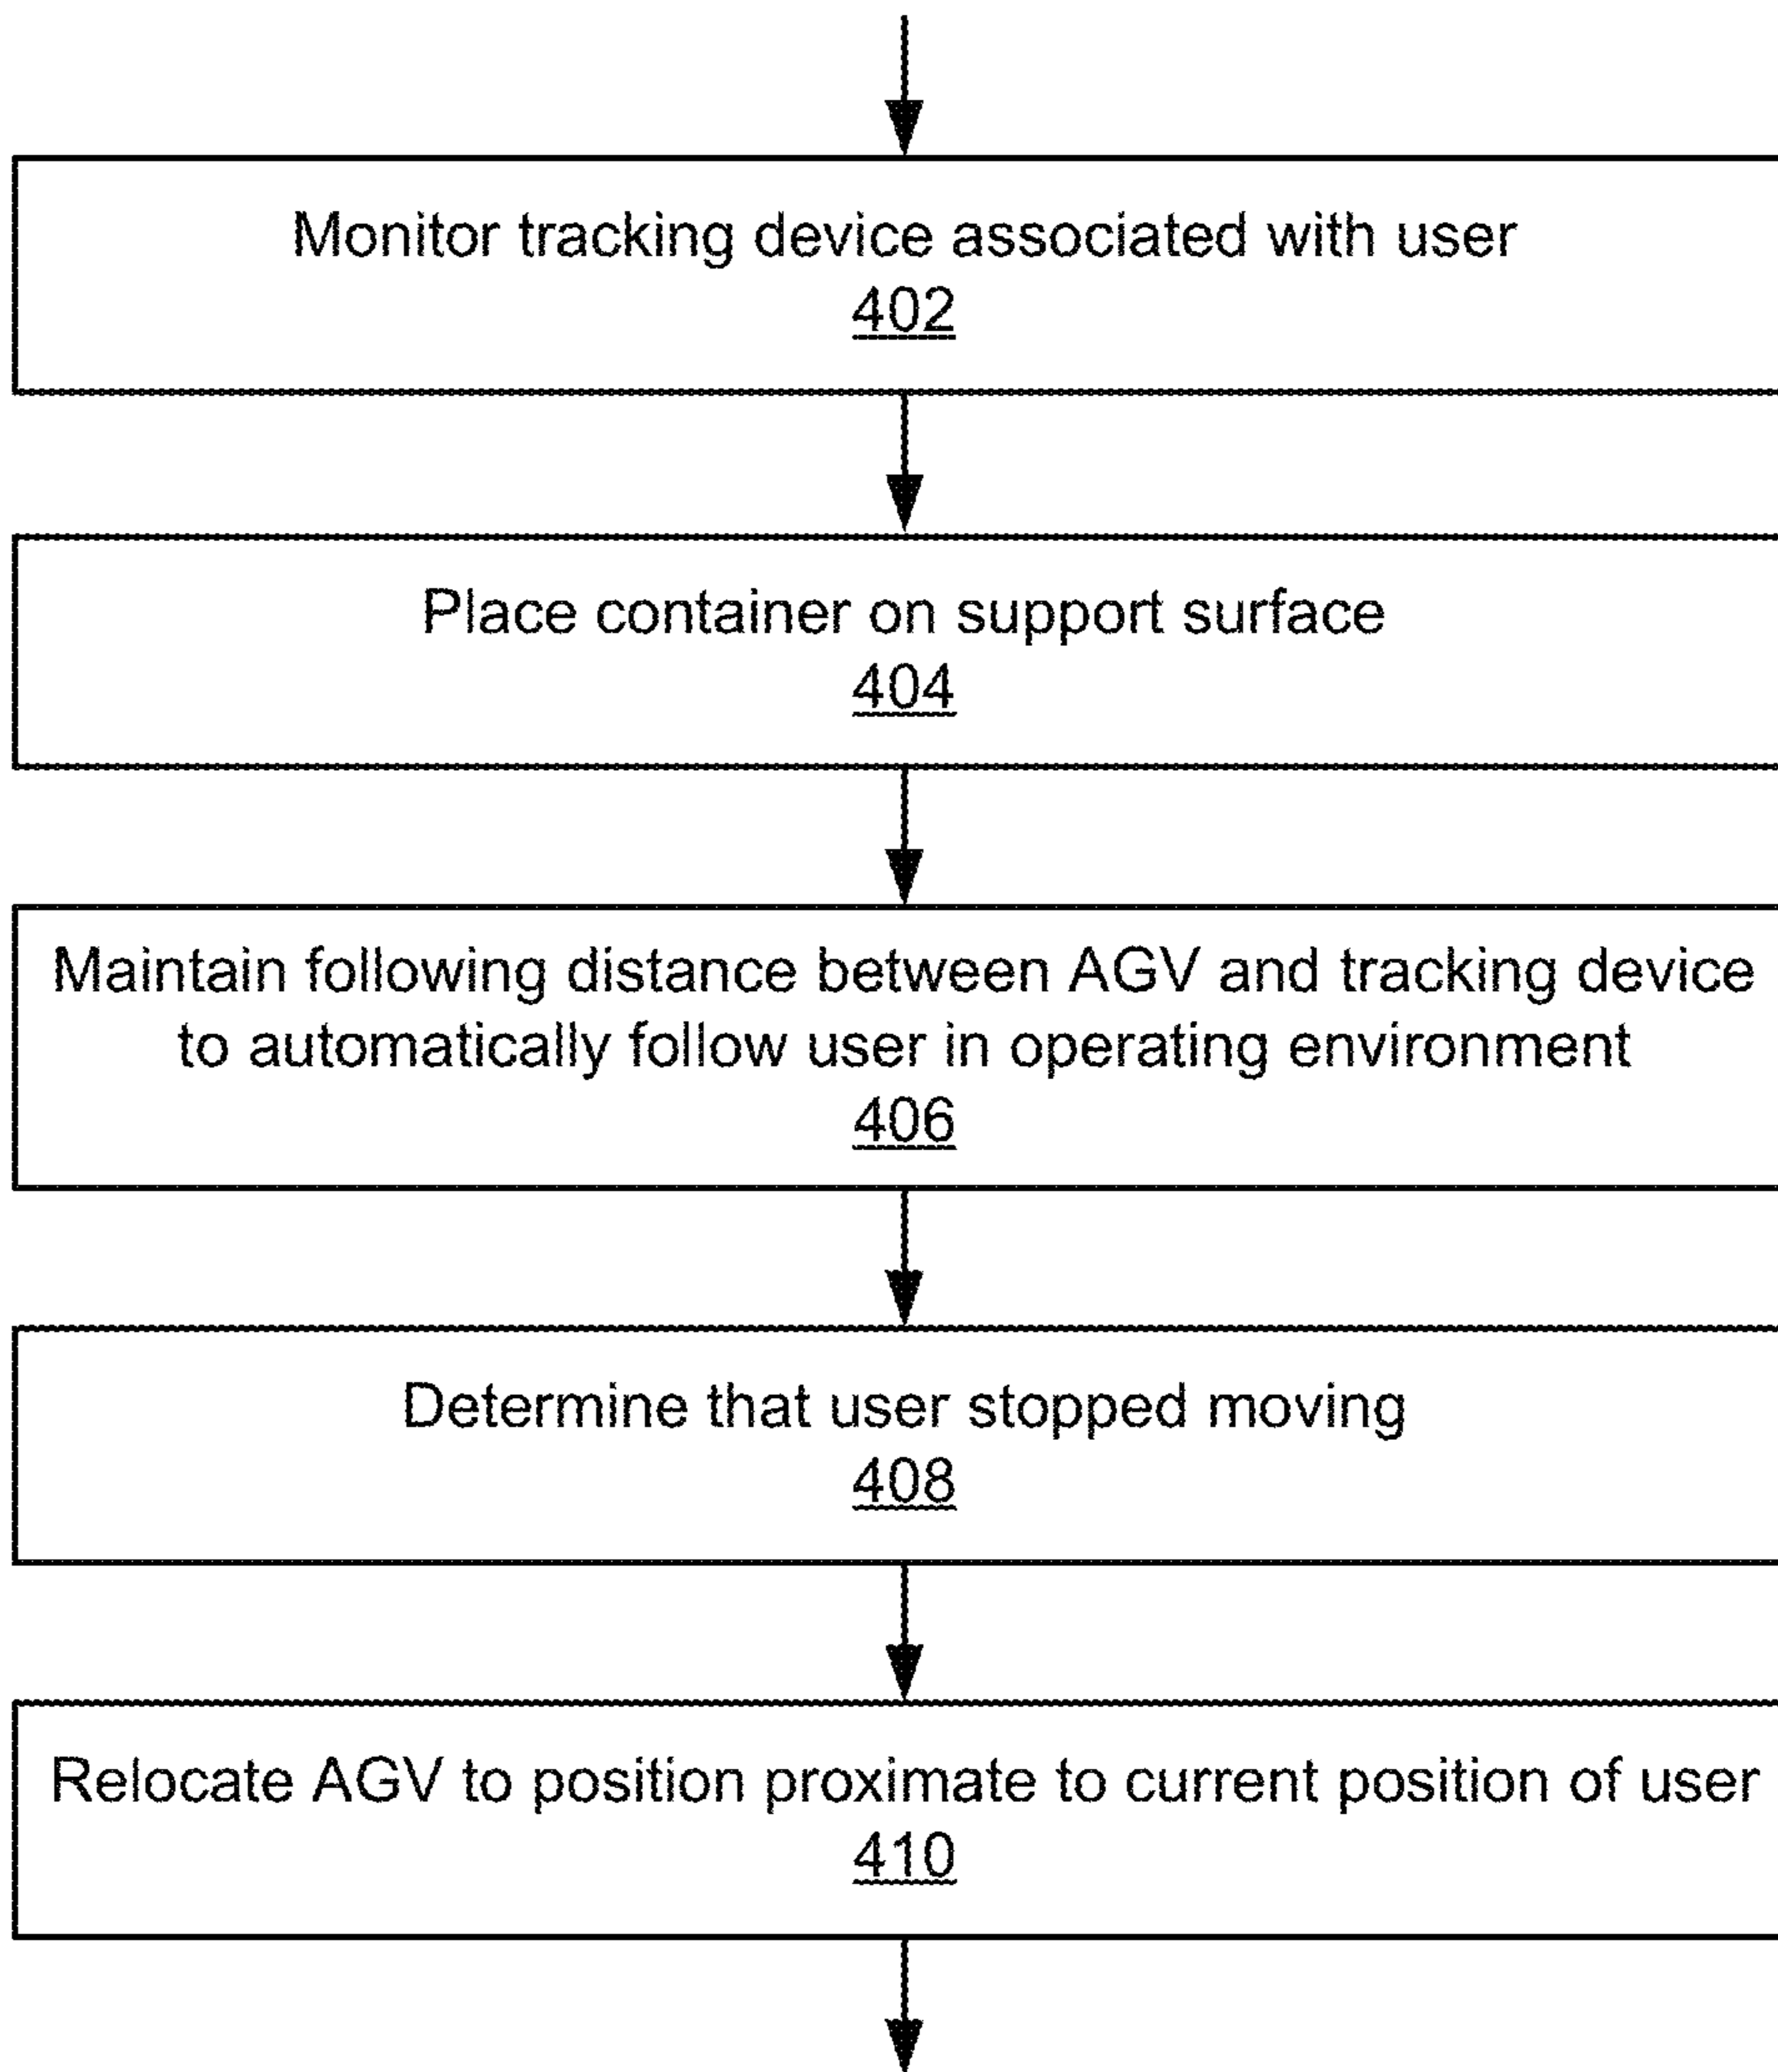 Monitor tracking device associated with user
402
Place container on support surface
404
Maintain following distance between AGV and tracking device
to automatically follow user in operating environment
406
Determine that user stopped moving
408
Relocate AGV to position proximate to current position of user
410